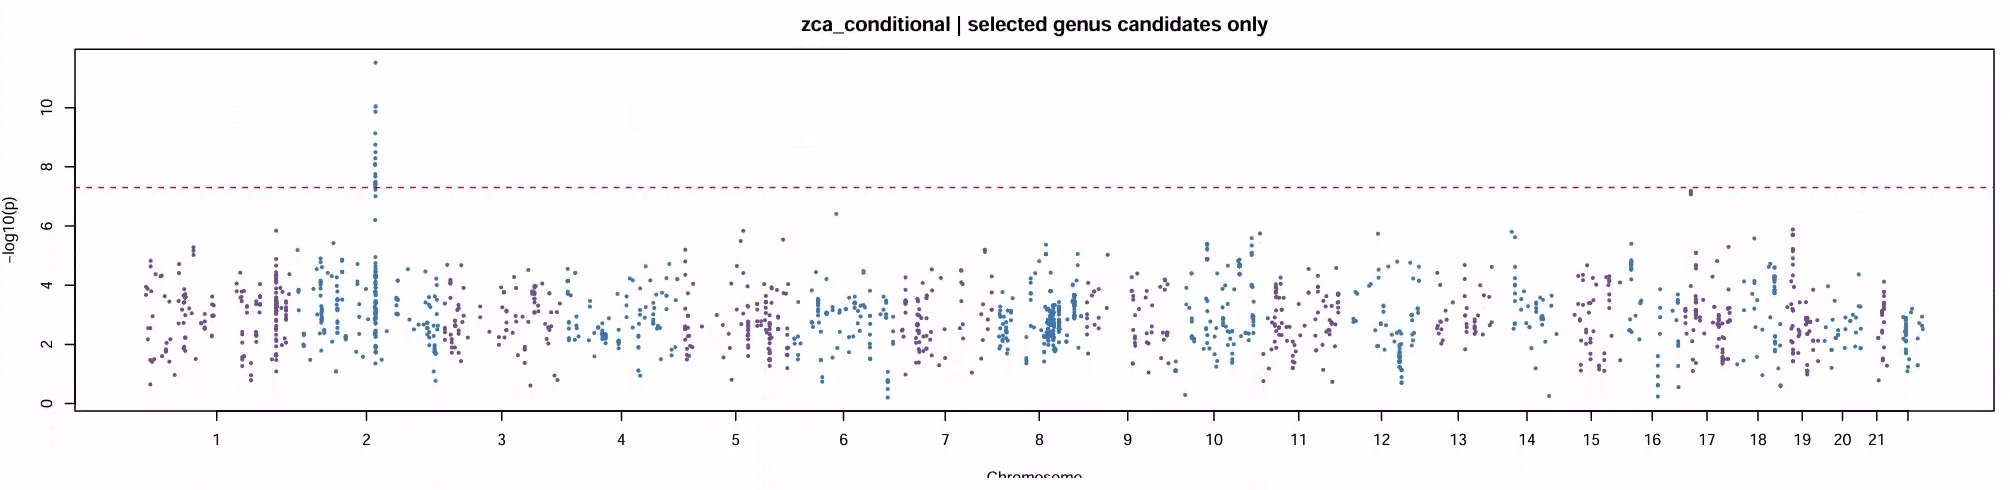 zca_conditional | selected genus candidates only
10
8
6
4
2
0
−log10(p)
1 2 3 4 5 6 7 8 9 10 11 12 13 14 15 16 17 18 19 20 21
Chromosome